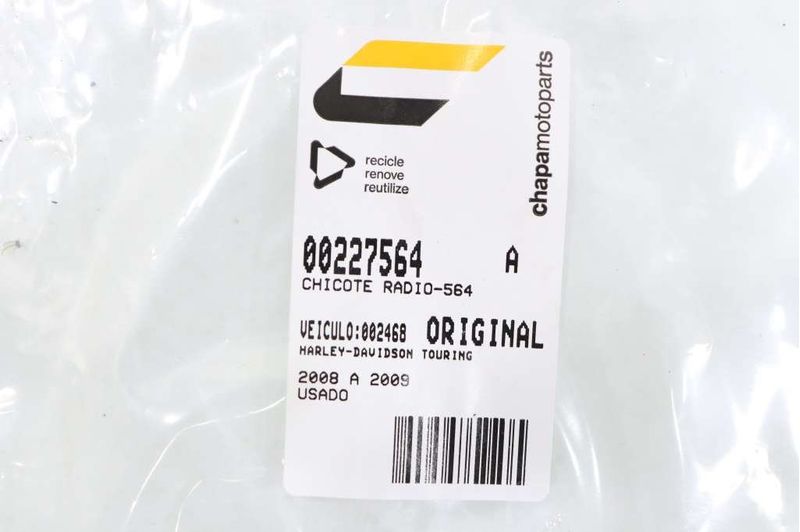 chapamotoparts
recicle
renove
reutilize
00227564 A
CHICOTE RADIO-564
VEICULO:002468 ORIGINAL
HARLEY-DAVIDSON TOURING
2008 A 2009
USADO